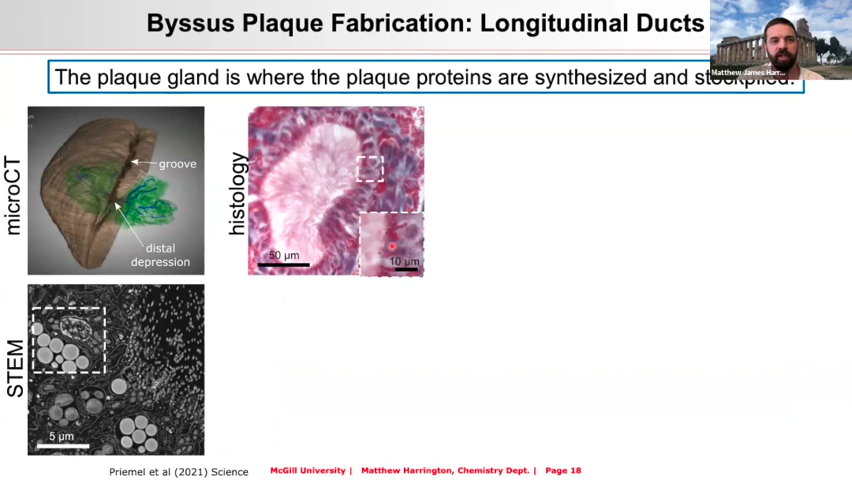 Byssus Plaque Fabrication: Longitudinal Ducts
Matthew James Harr...
The plaque gland is where the plaque proteins are synthesized and stockpiled.
microCT
groove
distal
depression
histology
50 µm
10 µm
STEM
5 µm
Priemel et al (2021) Science
McGill University | Matthew Harrington, Chemistry Dept. | Page 18